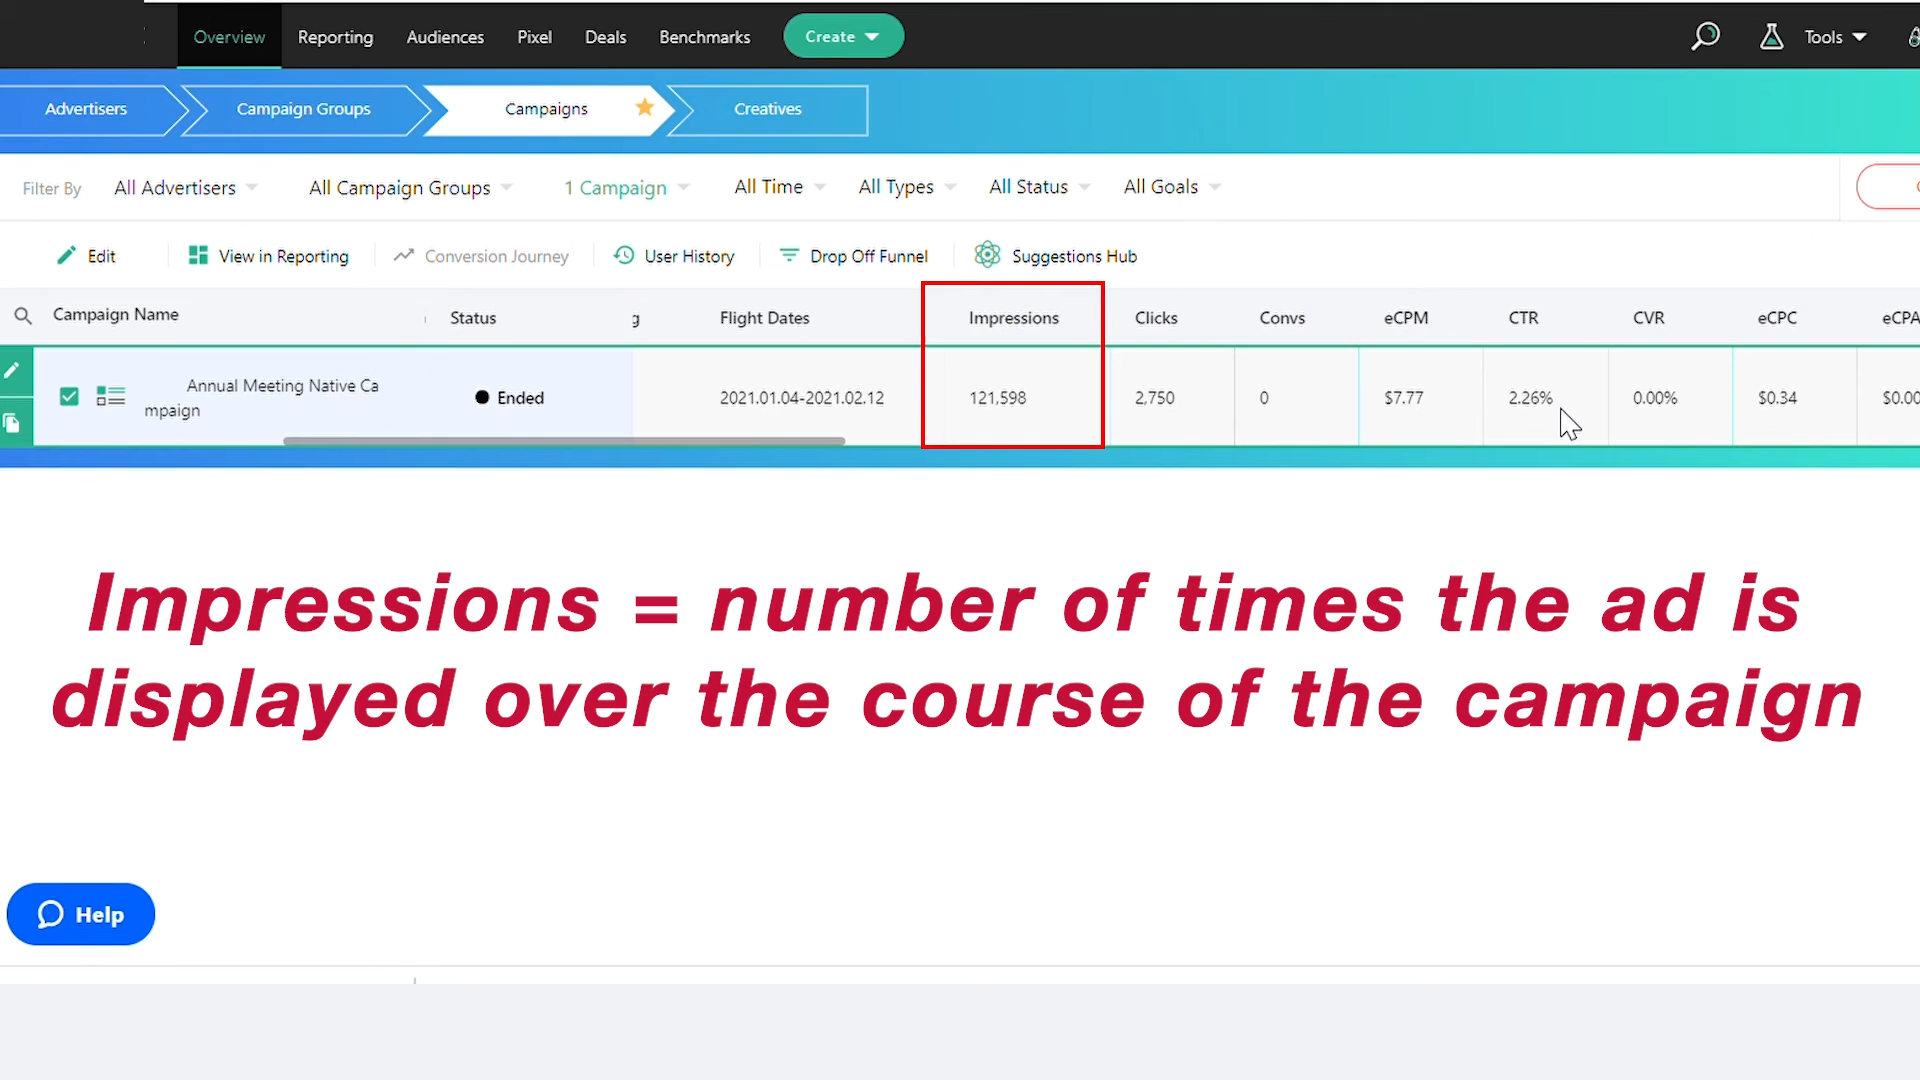 Overview Reporting Audiences Pixel Deals Benchmarks Create Tools
Advertisers Campaign Groups Campaigns Creatives
Filter By All Advertisers All Campaign Groups 1 Campaign All Time All Types All Status All Goals
Edit View in Reporting Conversion Journey User History Drop Off Funnel Suggestions Hub
Campaign Name Status g Flight Dates Impressions Clicks Convs eCPM CTR CVR eCPC eCPA
Annual Meeting Native Ca
mpaign
Ended 2021.01.04-2021.02.12 121,598 2,750 0 $7.77 2.26% 0.00% $0.34 $0.00
Impressions = number of times the ad is
displayed over the course of the campaign
Help